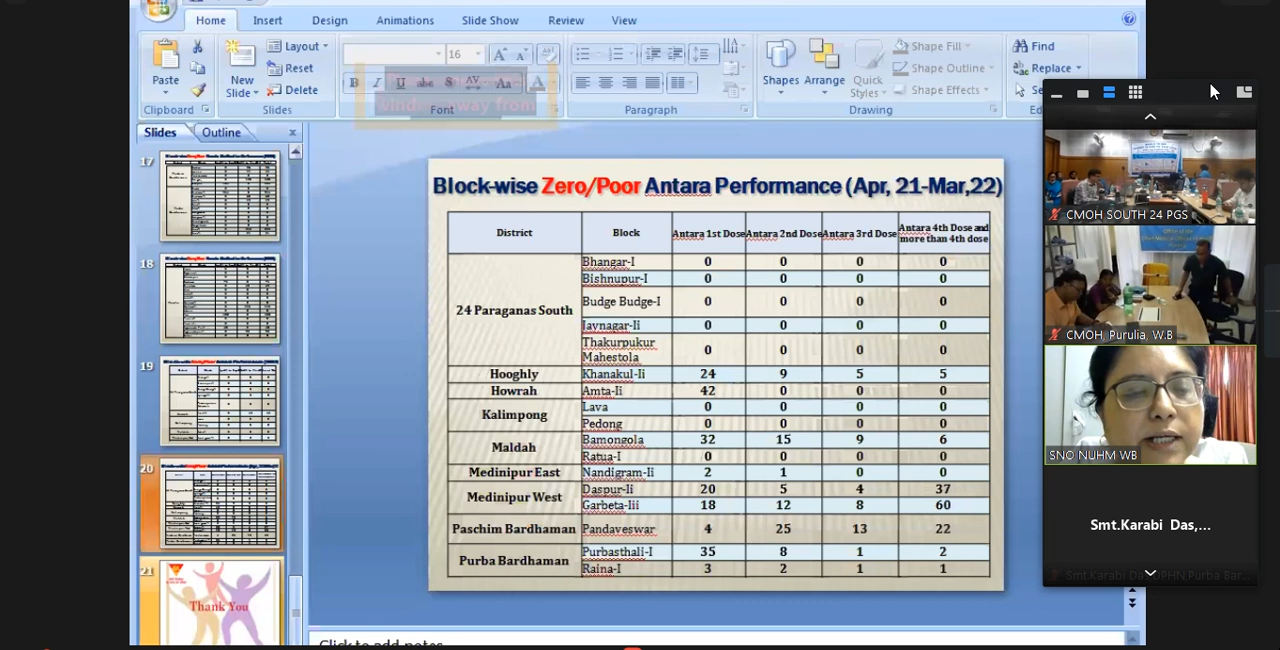 Home Insert Design Animations Slide Show Review View
Paste
Clipboard
New
Slide
Layout
Reset
Delete
Slides
16
Font
Paragraph
Shapes Arrange Quick
Styles
Shape Fill
Shape Outline
Shape Effects
Drawing
Find
Replace
Slides Outline
17
18
19
20
21
Thank You
Block-wise Zero/Poor Antara Performance (Apr, 21-Mar,22)
District Block Antara 1st Dose Antara 2nd Dose Antara 3rd Dose Antara 4th Dose and more than 4th dose
24 Paraganas South Bhangar-I 0 0 0 0
Bishnupur-I 0 0 0 0
Budge Budge-I 0 0 0 0
Jaynagar-Ii 0 0 0 0
Thakurpukur Mahestola 0 0 0 0
Hooghly Khanakul-Ii 24 9 5 5
Howrah Amta-Ii 42 0 0 0
Kalimpong Lava 0 0 0 0
Pedong 0 0 0 0
Maldah Bamongola 32 15 9 6
Ratua-I 0 0 0 0
Medinipur East Nandigram-Ii 2 1 0 0
Medinipur West Daspur-Ii 20 5 4 37
Garbeta-Iii 18 12 8 60
Paschim Bardhaman Pandaveswar 4 25 13 22
Purba Bardhaman Purbasthali-I 35 8 1 2
Raina-I 3 2 1 1
Click to add notes
CMOH SOUTH 24 PGS
CMOH, Purulia, W.B
SNO NUHM WB
Smt.Karabi Das,...